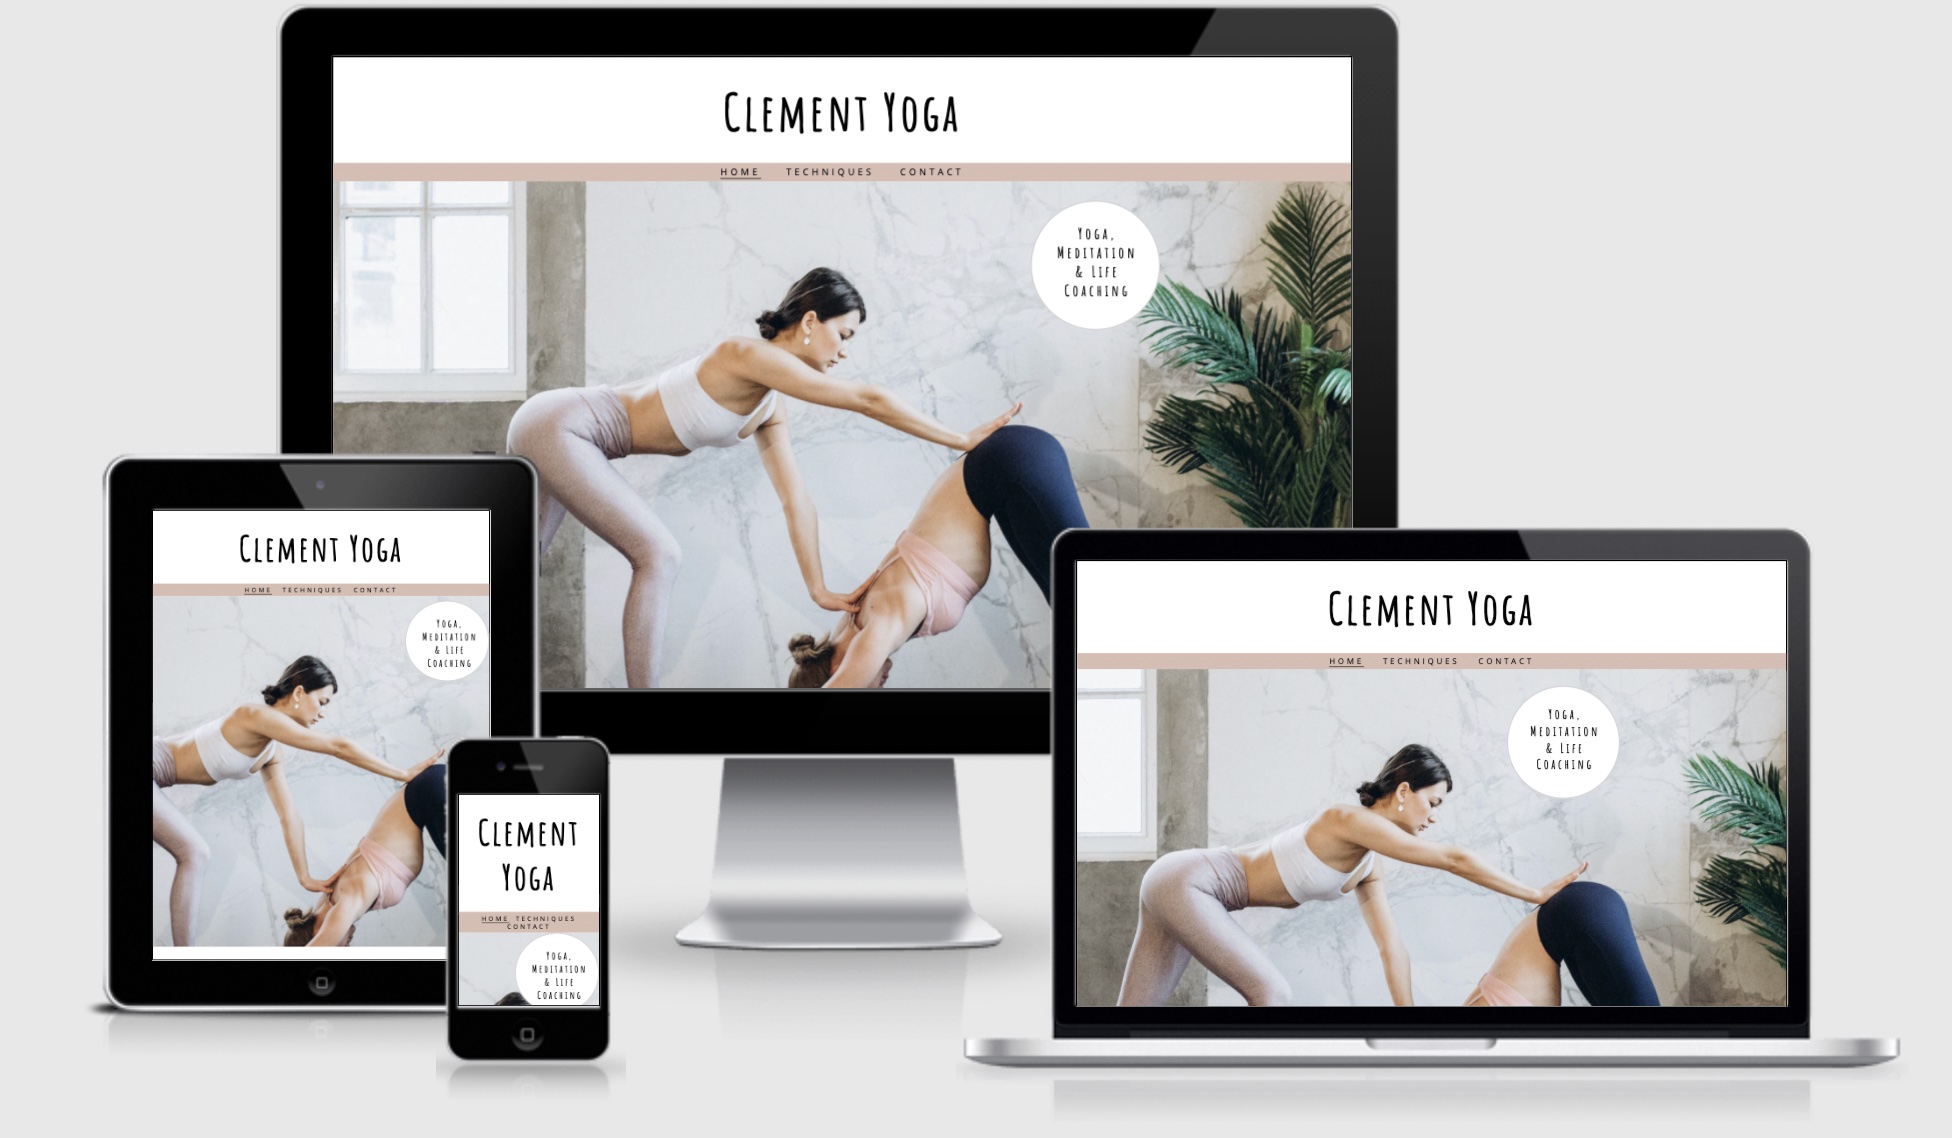 Clement Yoga
HOME TECHNIQUES CONTACT
Yoga,
Meditation
& Life
Coaching
Clement Yoga
HOME TECHNIQUES CONTACT
Yoga,
Meditation
& Life
Coaching
Clement
Yoga
HOME TECHNIQUES
CONTACT
Yoga,
Meditation
& Life
Coaching
Clement Yoga
HOME TECHNIQUES CONTACT
Yoga,
Meditation
& Life
Coaching